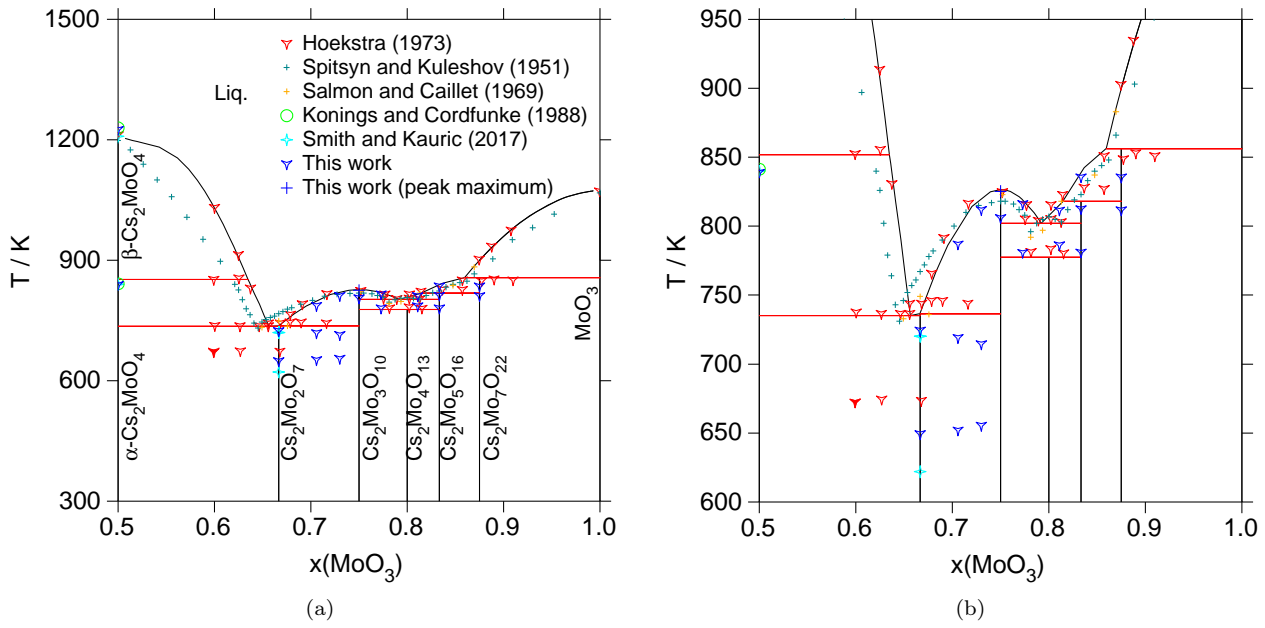 1500
1200
900
600
300
T / K
0.5
0.6
0.7
0.8
0.9
1.0
x(MoO₃)
Liq.
Hoekstra (1973)
Spitsyn and Kuleshov (1951)
Salmon and Caillet (1969)
Konings and Cordfunke (1988)
Smith and Kauric (2017)
This work
This work (peak maximum)
β-Cs₂MoO₄
α-Cs₂MoO₄
Cs₂Mo₂O₇
Cs₂Mo₃O₁₀
Cs₂Mo₄O₁₃
Cs₂Mo₅O₁₆
Cs₂Mo₇O₂₂
MoO₃
(a)
950
900
850
800
750
700
650
600
T / K
0.5
0.6
0.7
0.8
0.9
1.0
x(MoO₃)
(b)